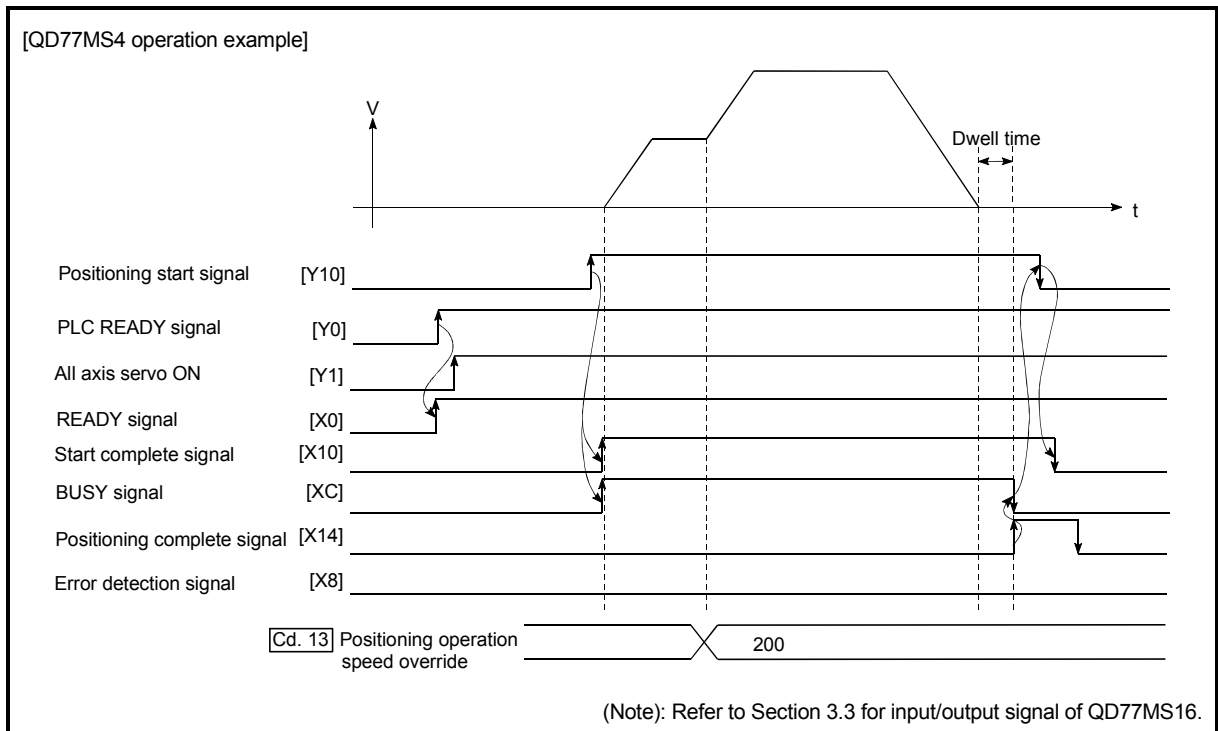 [QD77MS4 operation example]
V
Dwell time
t
Positioning start signal [Y10]
PLC READY signal [Y0]
All axis servo ON [Y1]
READY signal [X0]
Start complete signal [X10]
BUSY signal [XC]
Positioning complete signal [X14]
Error detection signal [X8]
Cd. 13 Positioning operation
speed override
200
(Note): Refer to Section 3.3 for input/output signal of QD77MS16.